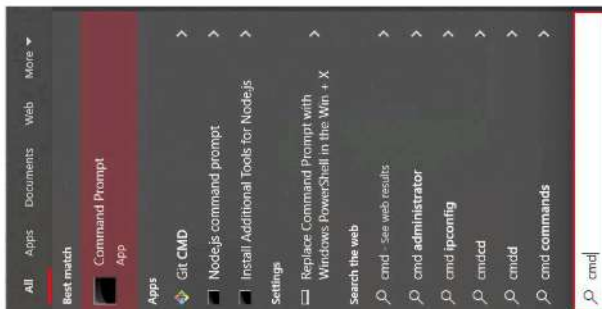 All Apps Documents Web More
Best match
Command Prompt
App
Apps
Git CMD
Node.js command prompt
Install Additional Tools for Node.js
Settings
Replace Command Prompt with
Windows PowerShell in the Win + X
Search the web
cmd - See web results
cmd administrator
cmd ipconfig
cmdcd
cmdd
cmd commands
cmd